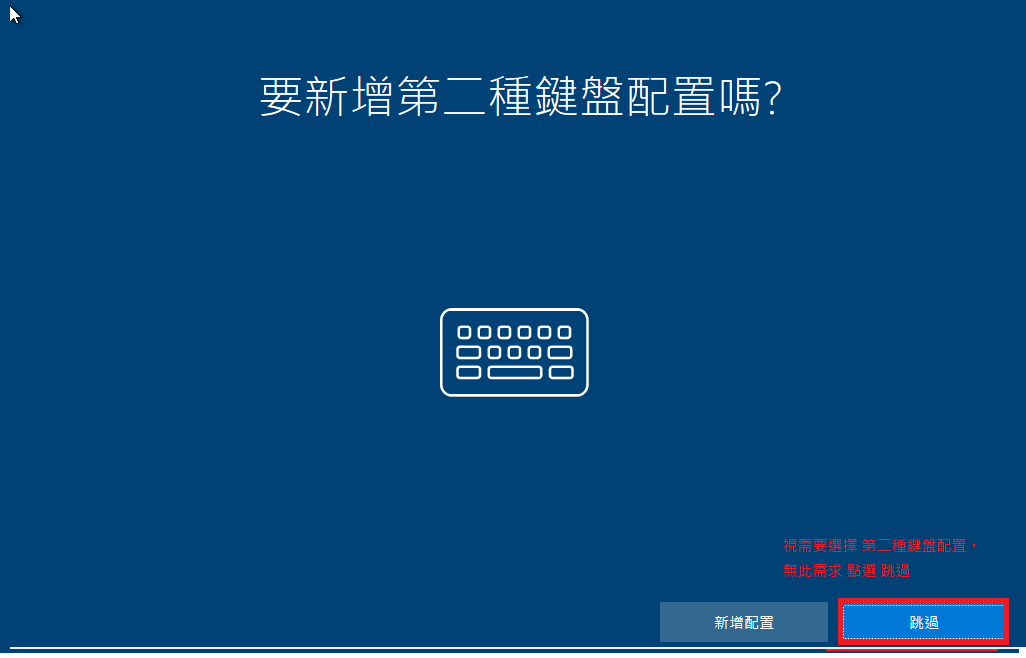 要新增第二種鍵盤配置嗎?
視需要選擇 第二種鍵盤配置。
無此需求 點選 跳過
新增配置
跳過